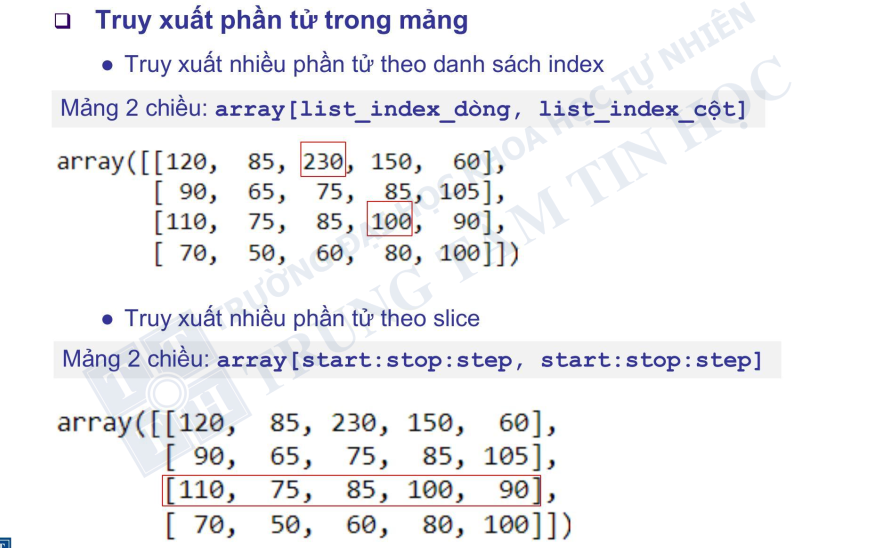 Truy xuất phần tử trong mảng
● Truy xuất nhiều phần tử theo danh sách index
Mảng 2 chiều: array[list_index_dòng, list_index_cột]
array([[120, 85, 230, 150, 60],
[ 90, 65, 75, 85, 105],
[110, 75, 85, 100, 90],
[ 70, 50, 60, 80, 100]])
● Truy xuất nhiều phần tử theo slice
Mảng 2 chiều: array[start:stop:step, start:stop:step]
array([[120, 85, 230, 150, 60],
[ 90, 65, 75, 85, 105],
[110, 75, 85, 100, 90],
[ 70, 50, 60, 80, 100]])
TRƯỜNG ĐẠI HỌC KHOA HỌC TỰ NHIÊN
TRUNG TÂM TIN HỌC